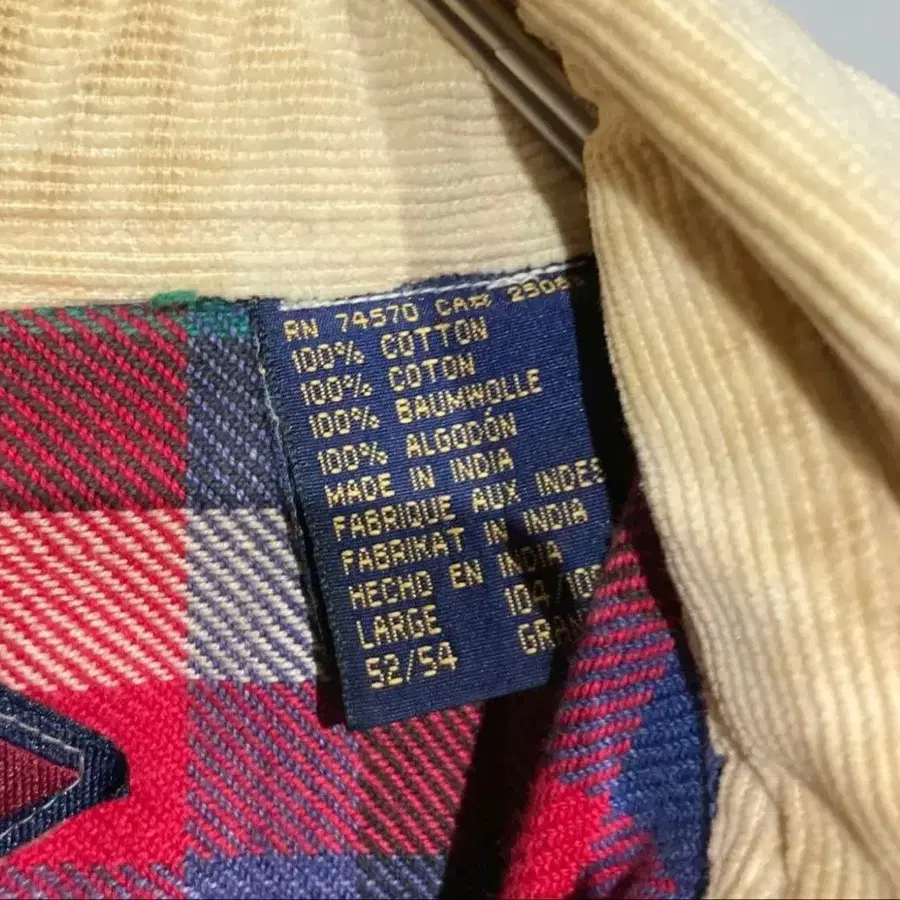 RN 74570 CA#
100% COTTON
100% COTON
100% BAUMWOLLE
100% ALGODÓN
MADE IN INDIA
FABRIQUE AUX INDES
FABRIKAT IN INDIA
HECHO EN INDIA
LARGE
52/54